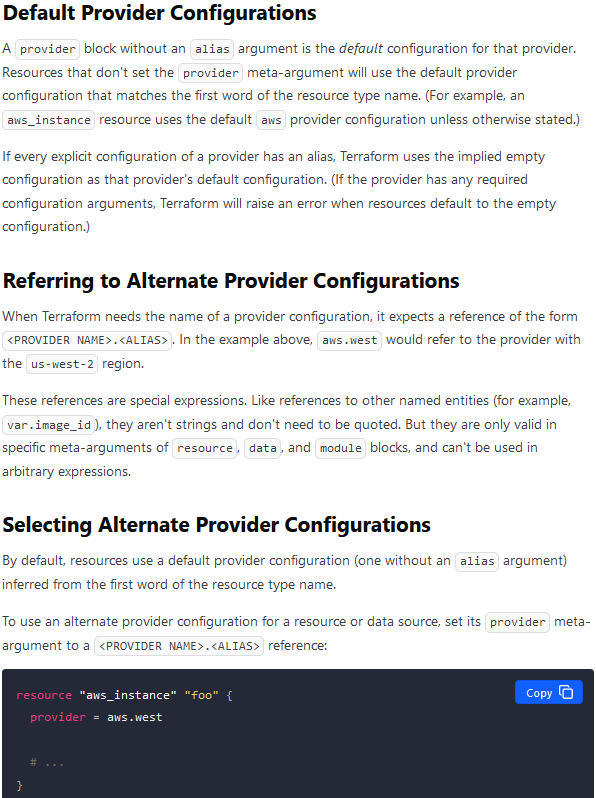 Default Provider Configurations
A provider block without an alias argument is the default configuration for that provider.
Resources that don't set the provider meta-argument will use the default provider
configuration that matches the first word of the resource type name. (For example, an
aws_instance resource uses the default aws provider configuration unless otherwise stated.)
If every explicit configuration of a provider has an alias, Terraform uses the implied empty
configuration as that provider's default configuration. (If the provider has any required
configuration arguments, Terraform will raise an error when resources default to the empty
configuration.)
Referring to Alternate Provider Configurations
When Terraform needs the name of a provider configuration, it expects a reference of the form
<PROVIDER NAME>.<ALIAS>. In the example above, aws.west would refer to the provider with
the us-west-2 region.
These references are special expressions. Like references to other named entities (for example,
var.image_id), they aren't strings and don't need to be quoted. But they are only valid in
specific meta-arguments of resource, data, and module blocks, and can't be used in
arbitrary expressions.
Selecting Alternate Provider Configurations
By default, resources use a default provider configuration (one without an alias argument)
inferred from the first word of the resource type name.
To use an alternate provider configuration for a resource or data source, set its provider meta-
argument to a <PROVIDER NAME>.<ALIAS> reference:
resource "aws_instance" "foo" {
Copy
provider = aws.west
# ...
}